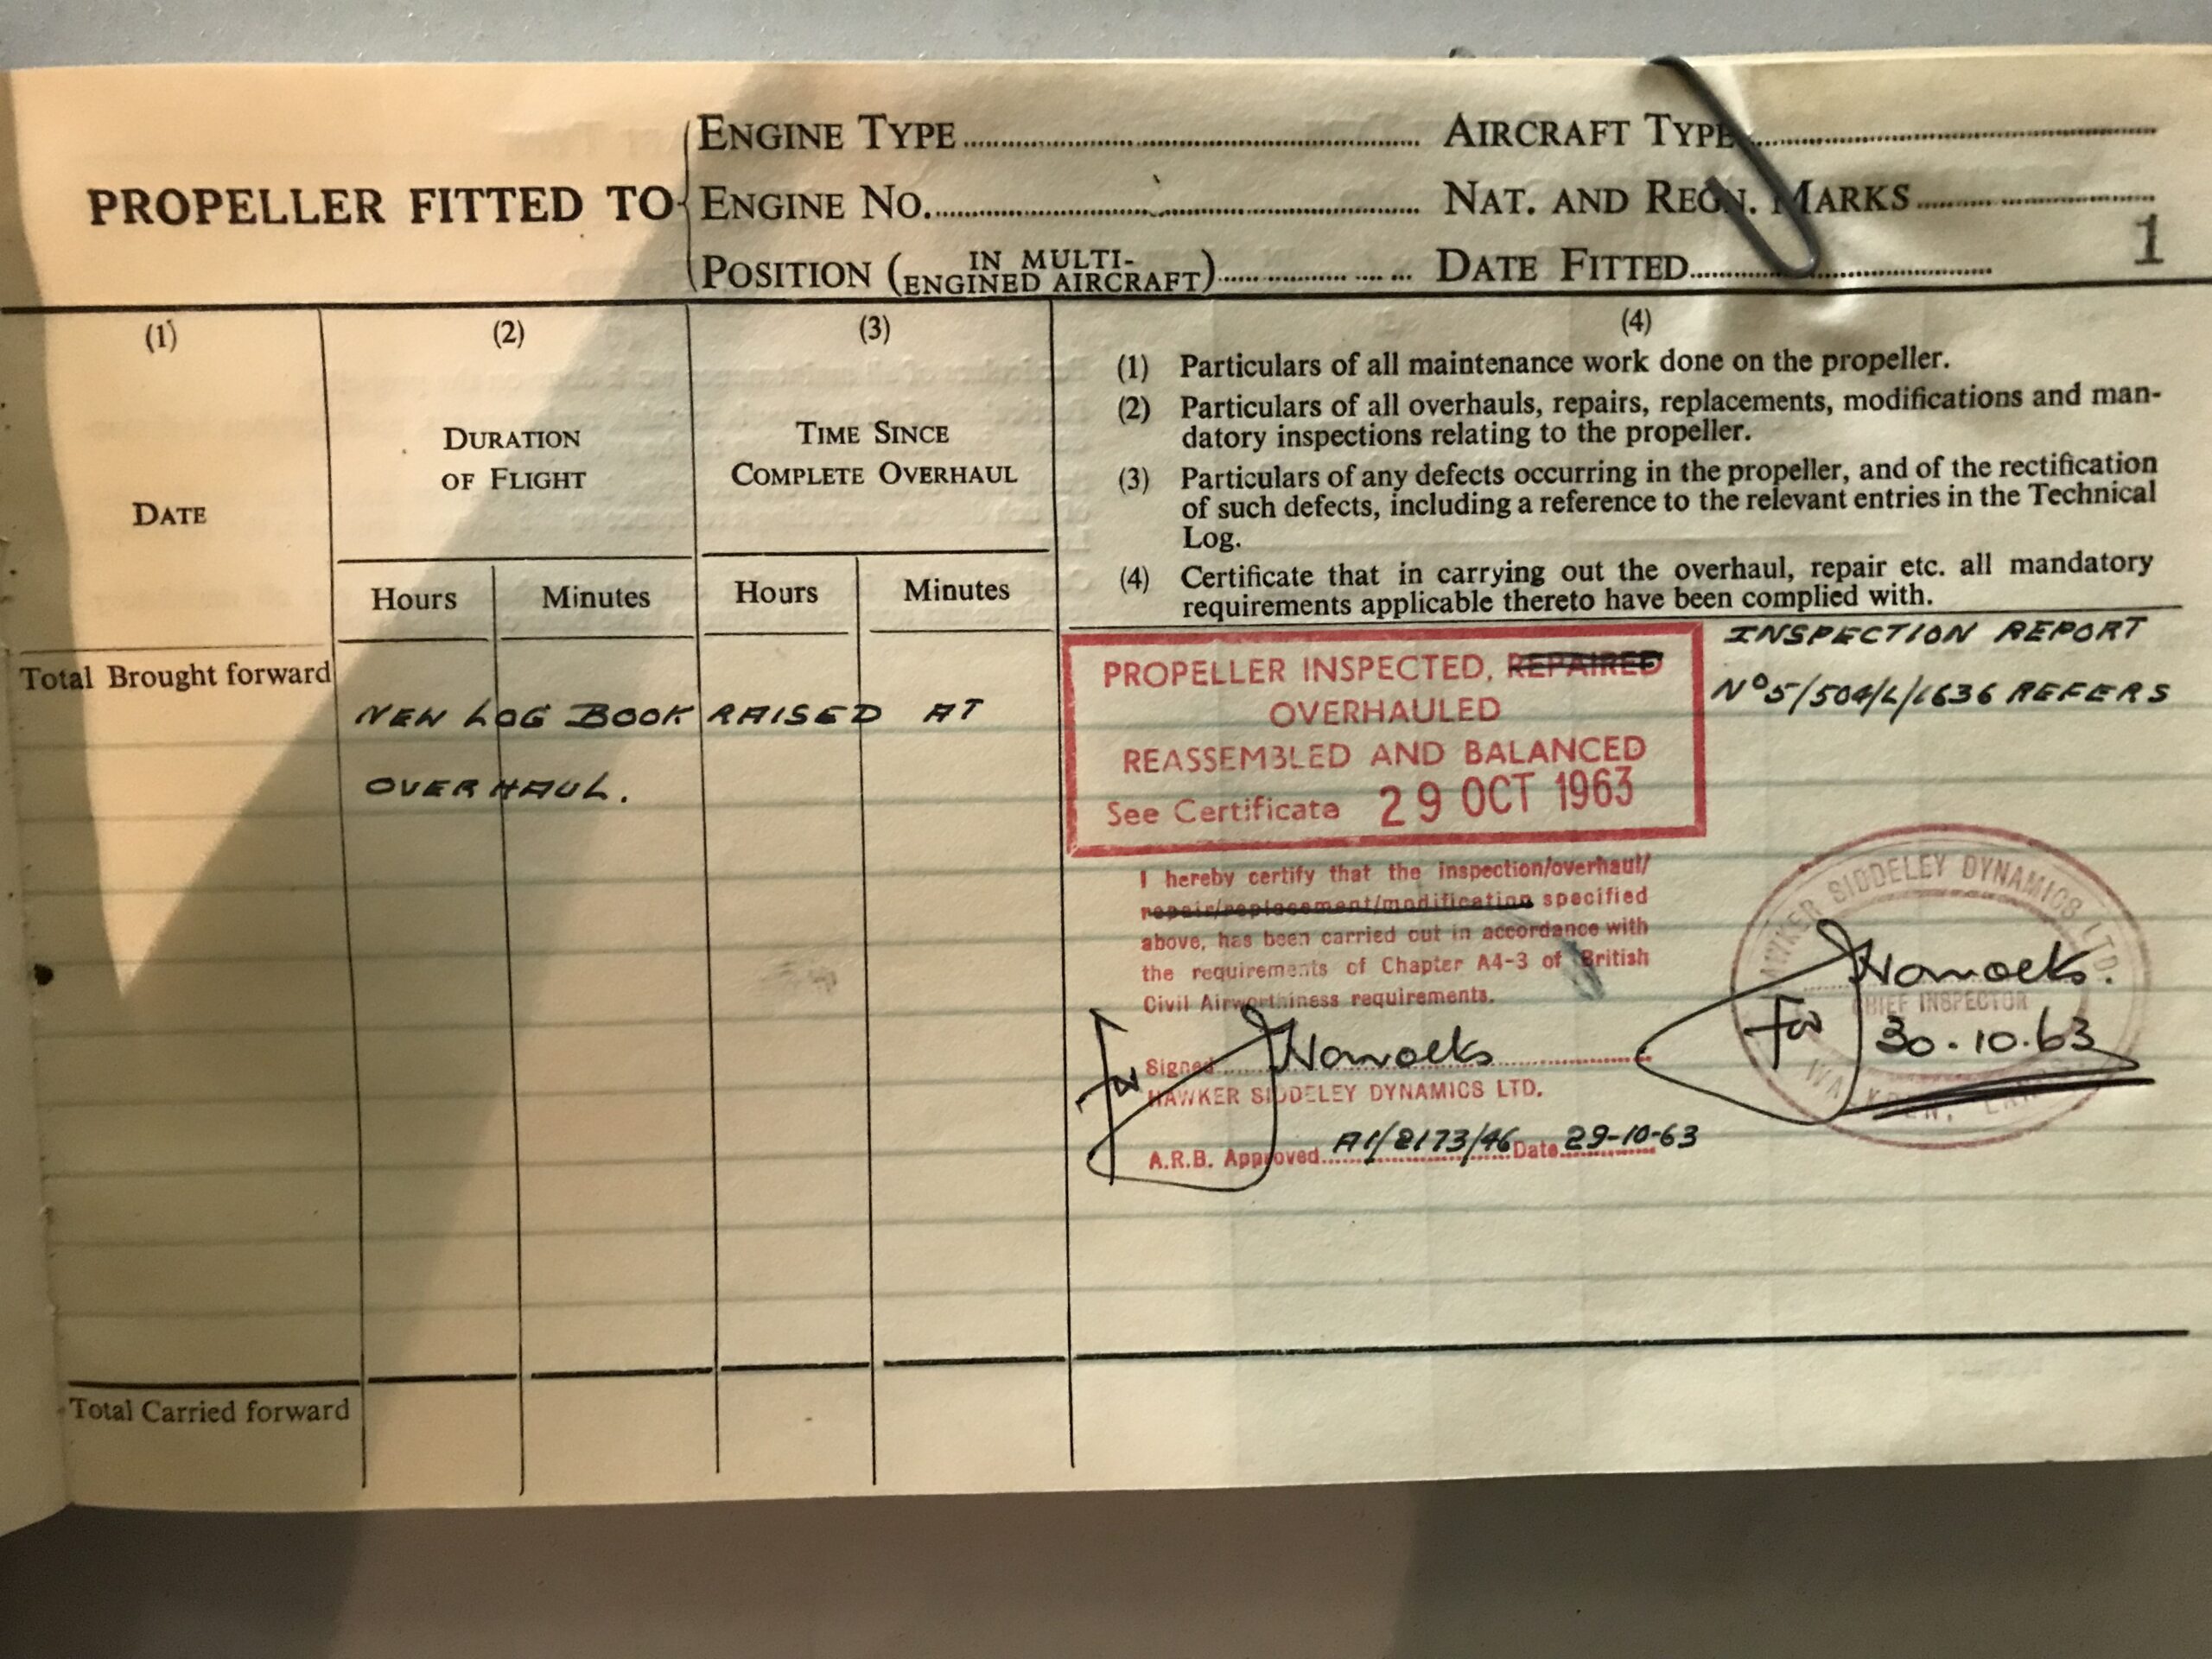 PROPELLER FITTED TO
ENGINE TYPE
AIRCRAFT TYPE
ENGINE NO.
NAT. AND REGN. MARKS
POSITION (IN MULTI-ENGINED AIRCRAFT)
DATE FITTED
1
(1)
DATE
(2)
DURATION
OF FLIGHT
Hours Minutes
(3)
TIME SINCE
COMPLETE OVERHAUL
Hours Minutes
(4)
(1) Particulars of all maintenance work done on the propeller.
(2) Particulars of all overhauls, repairs, replacements, modifications and man-
datory inspections relating to the propeller.
(3) Particulars of any defects occurring in the propeller, and of the rectification
of such defects, including a reference to the relevant entries in the Technical
Log.
(4) Certificate that in carrying out the overhaul, repair etc. all mandatory
requirements applicable thereto have been complied with.
Total Brought forward
NEW LOG BOOK RAISED AT
OVERHAUL.
PROPELLER INSPECTED, REPAIRED
OVERHAULED
REASSEMBLED AND BALANCED
See Certificate 29 OCT 1963
INSPECTION REPORT
REFERS
I hereby certify that the inspection/overhaul/
repair/replacement/modification specified
above, has been carried out in accordance with
the requirements of Chapter A4-3 of British
Civil Airworthiness requirements.
For
Signed
HAWKER SIDDELEY DYNAMICS LTD.
A.R.B. Approved Date 29-10-63
HAWKER SIDDELEY DYNAMICS LTD.
CHIEF INSPECTOR
For
30.10.63
Total Carried forward